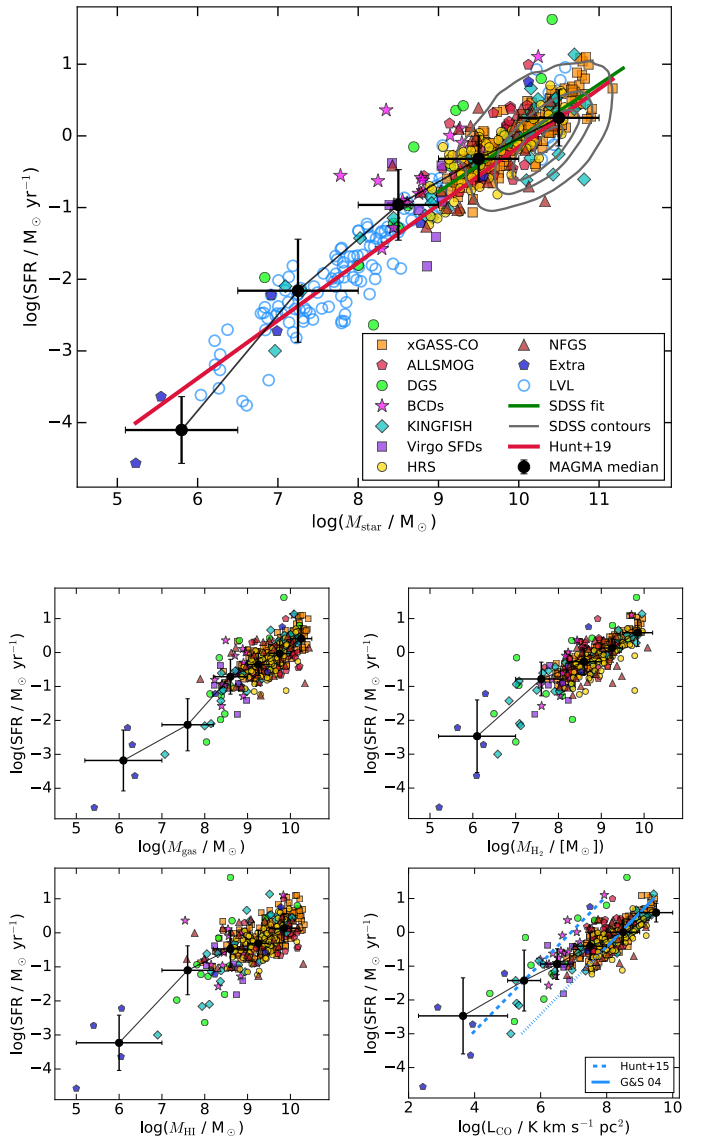 1
0
−1
−2
−3
−4
log(SFR / M⊙ yr⁻¹)
xGASS-CO
ALLSMOG
DGS
BCDs
KINGFISH
Virgo SFDs
HRS
NFGS
Extra
LVL
SDSS fit
SDSS contours
Hunt+19
MAGMA median
5 6 7 8 9 10 11
log(Mstar / M⊙)
1
0
−1
−2
−3
−4
log(SFR / M⊙ yr⁻¹)
5 6 7 8 9 10
log(Mgas / M⊙)
1
0
−1
−2
−3
−4
log(SFR / M⊙ yr⁻¹)
5 6 7 8 9 10
log(MH₂ / [M⊙])
1
0
−1
−2
−3
−4
log(SFR / M⊙ yr⁻¹)
5 6 7 8 9 10
log(MHI / M⊙)
1
0
−1
−2
−3
−4
log(SFR / M⊙ yr⁻¹)
Hunt+15
G&S 04
2 4 6 8 10
log(LCO / K km s⁻¹ pc²)